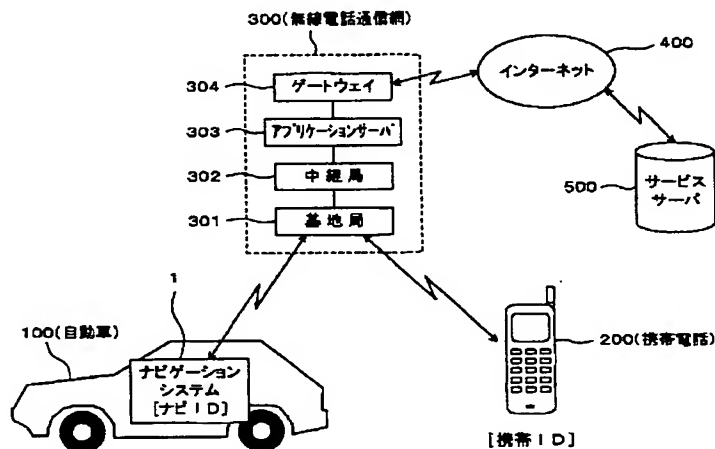 300(無線電話通信網)
304
ゲートウェイ
インターネット
400
303
アプリケーションサーバ
302
中継局
500
サービス
サーバ
301
基地局
1
100(自動車)
ナビゲーション
システム
[ナビID]
200(携帯電話)
[携帯ID]